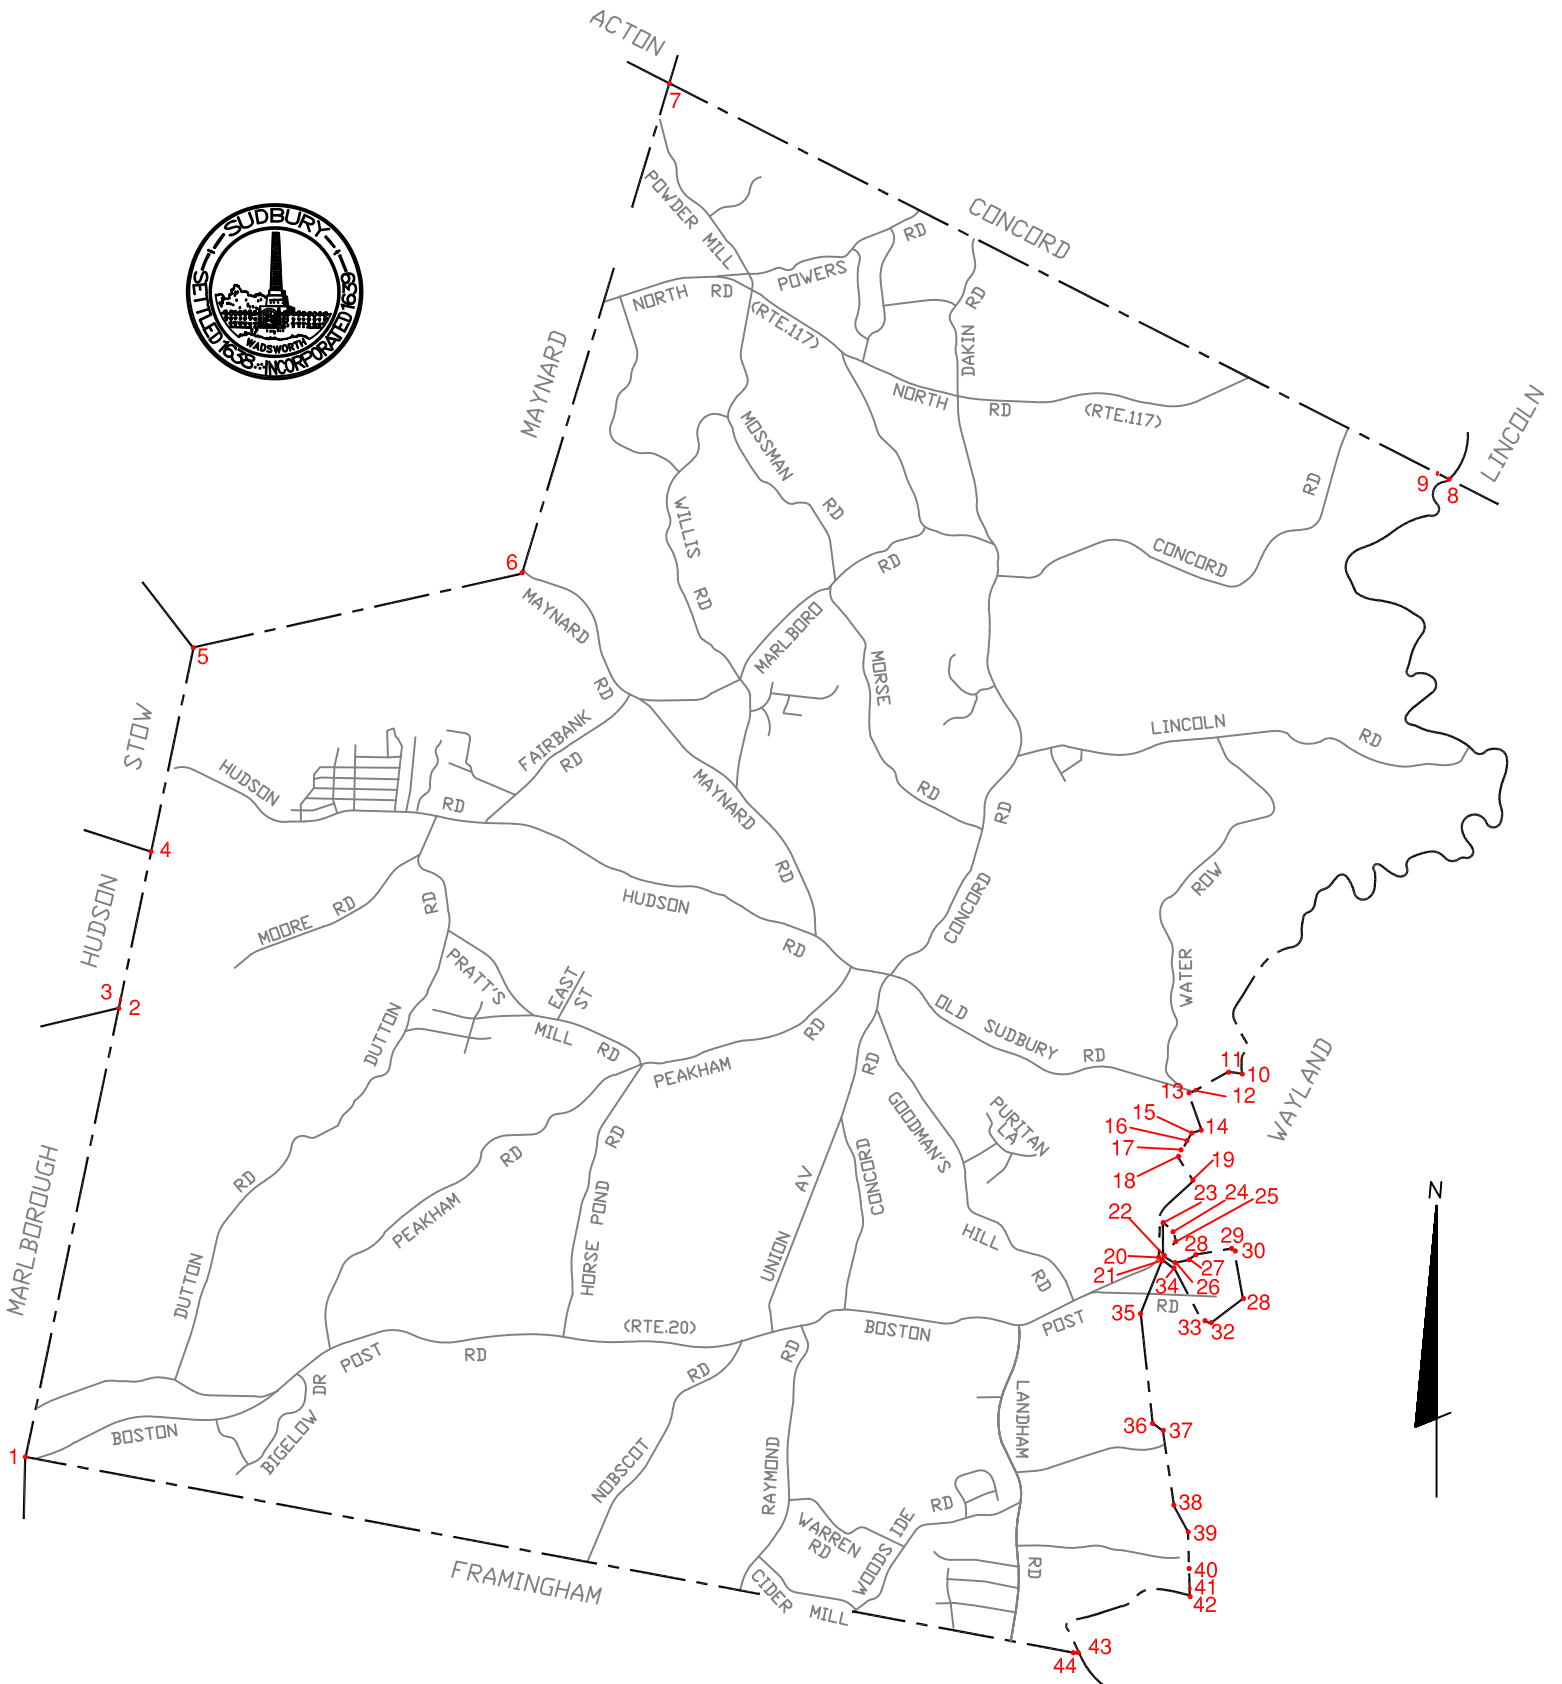 ACTON
7
SUDBURY
SETTLED 1638 INCORPORATED 1639
WADSWORTH
POWDER MILL
RD
CONCORD
POWERS
NORTH RD
(RTE.117)
RD
DAKIN
MAYNARD
NORTH RD (RTE.117)
LINCOLN
MOSSMAN
RD
9
8
RD
WILLIS
RD
CONCORD
RD
6
MAYNARD
RD
MARLBORO
5
MORSE
RD
STOW
FAIRBANK
RD
LINCOLN RD
HUDSON
RD
MAYNARD
RD
RD
4
HUDSON
MOORE RD
RD
HUDSON
RD
CONCORD
ROW
WATER
PRATT'S
MILL RD
EAST
ST
3
2
DUTTON
RD
OLD SUDBURY RD
PEAKHAM
RD
RD
11
10
13
12
WAYLAND
GOODMAN'S
HILL
RD
PURITAN
LA
15
14
16
17
18
19
MARLBOROUGH
RD
DUTTON
PEAKHAM
RD
HORSE POND
RD
UNION
AV
CONCORD
23
24
25
22
28
29
30
20
21
27
26
34
28
35
33
32
N
RD
BOSTON
POST
(RTE.20)
RD
POST
DR
BIGELOW
BOSTON
1
NOBSCOT
RD
RAYMOND
RD
LANDHAM
RD
36
37
38
39
40
41
42
43
44
WARREN
RD
WOODSIDE
RD
CIDER
MILL
FRAMINGHAM